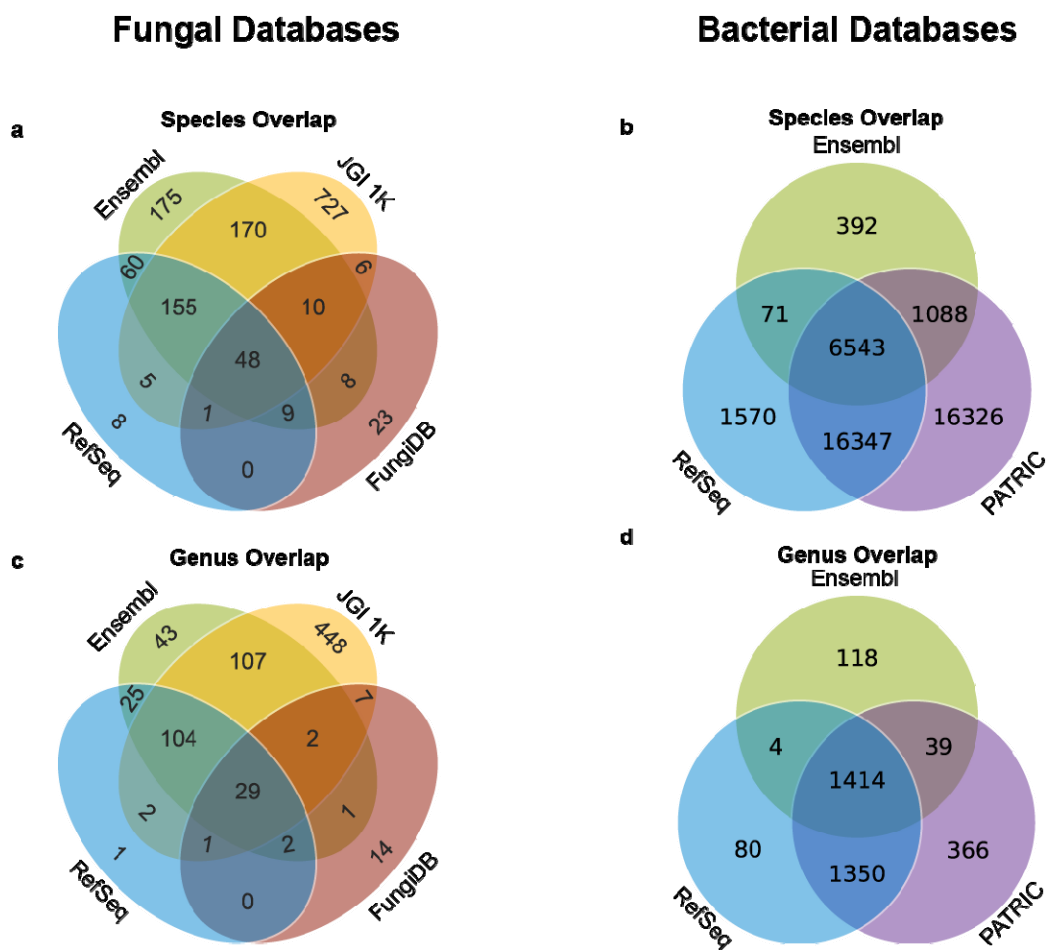 Fungal Databases
Bacterial Databases
a
Species Overlap
Ensembl
JGI 1K
175
727
170
60
6
155
10
48
5
8
1
9
8
23
0
RefSeq
FungiDB
b
Species Overlap
Ensembl
392
71
1088
6543
1570
16326
16347
RefSeq
PATRIC
c
Genus Overlap
Ensembl
JGI 1K
43
448
107
25
7
104
2
29
2
1
1
2
1
14
0
RefSeq
FungiDB
d
Genus Overlap
Ensembl
118
4
39
1414
80
366
1350
RefSeq
PATRIC